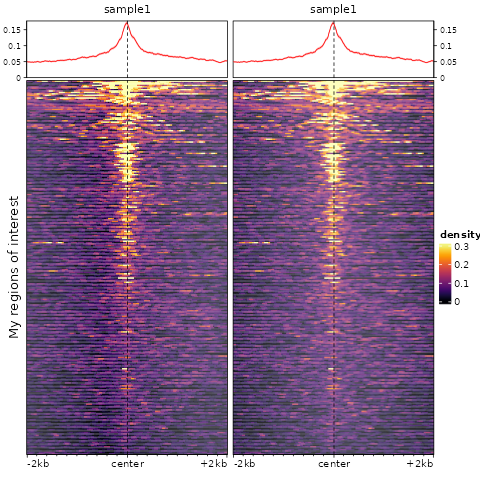 sample1 sample1
0.15 0.15
0.1 0.1
0.05 0.05
0 0
My regions of interest
density
0.3
0.2
0.1
0
-2kb center +2kb -2kb center +2kb